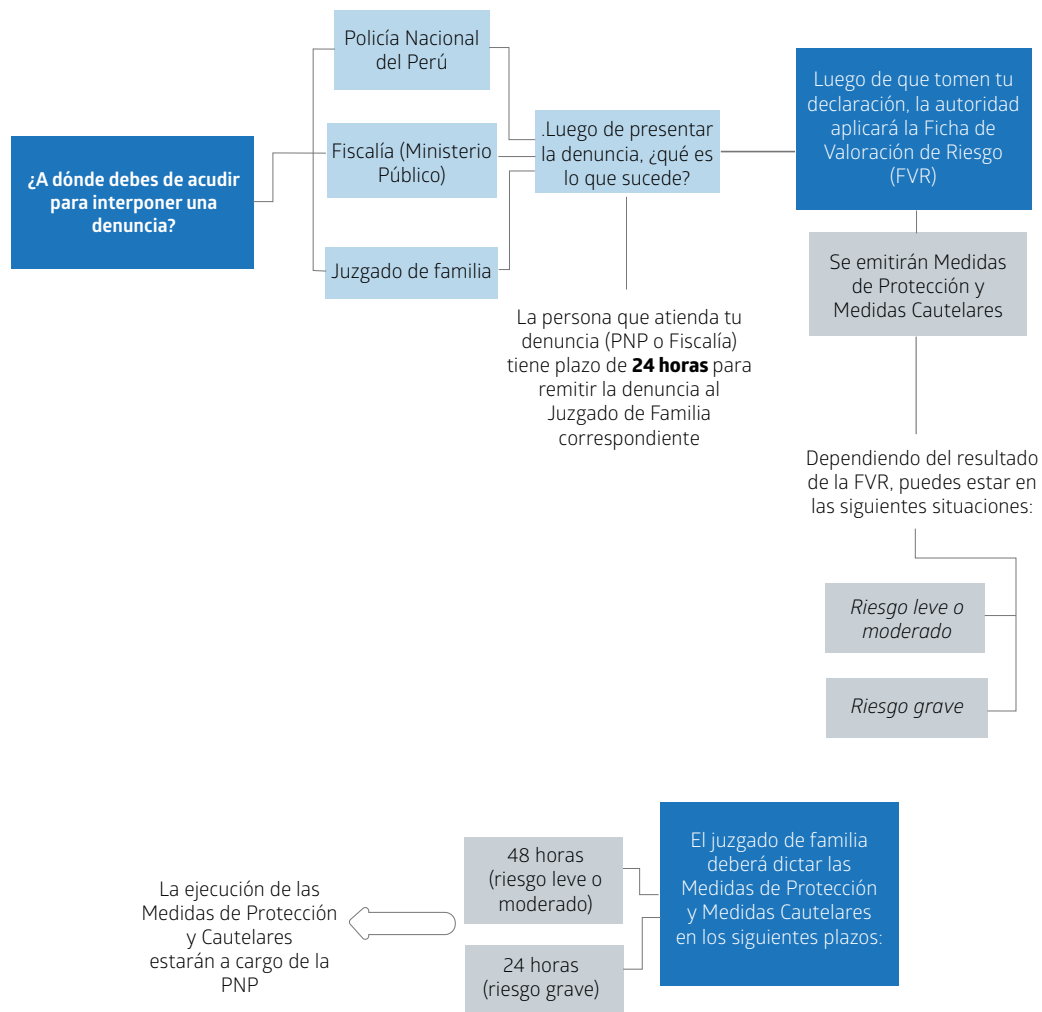 ¿A dónde debes de acudir
para interponer una
denuncia?
Policía Nacional
del Perú
Fiscalía (Ministerio
Público)
Juzgado de familia
.Luego de presentar
la denuncia, ¿qué es
lo que sucede?
La persona que atienda tu
denuncia (PNP o Fiscalía)
tiene plazo de 24 horas para
remitir la denuncia al
Juzgado de Familia
correspondiente
Luego de que tomen tu
declaración, la autoridad
aplicará la Ficha de
Valoración de Riesgo
(FVR)
Se emitirán Medidas
de Protección y
Medidas Cautelares
Dependiendo del resultado
de la FVR, puedes estar en
las siguientes situaciones:
Riesgo leve o
moderado
Riesgo grave
El juzgado de familia
deberá dictar las
Medidas de Protección
y Medidas Cautelares
en los siguientes plazos:
48 horas
(riesgo leve o
moderado)
24 horas
(riesgo grave)
La ejecución de las
Medidas de Protección
y Cautelares
estarán a cargo de la
PNP